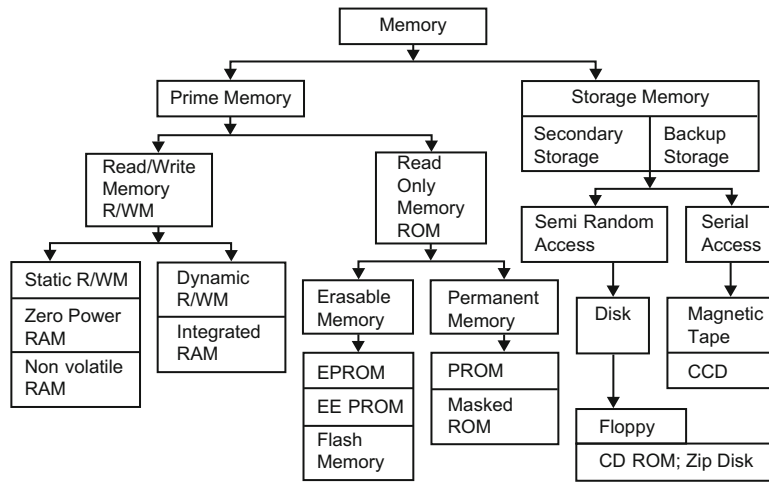 Memory
Prime Memory
Storage Memory
Secondary
Storage
Backup
Storage
Read/Write
Memory
R/WM
Read
Only
Memory
ROM
Semi Random
Access
Serial
Access
Static R/WM
Zero Power
RAM
Non volatile
RAM
Dynamic
R/WM
Integrated
RAM
Erasable
Memory
Permanent
Memory
Disk
Magnetic
Tape
CCD
EPROM
EE PROM
Flash
Memory
PROM
Masked
ROM
Floppy
CD ROM; Zip Disk